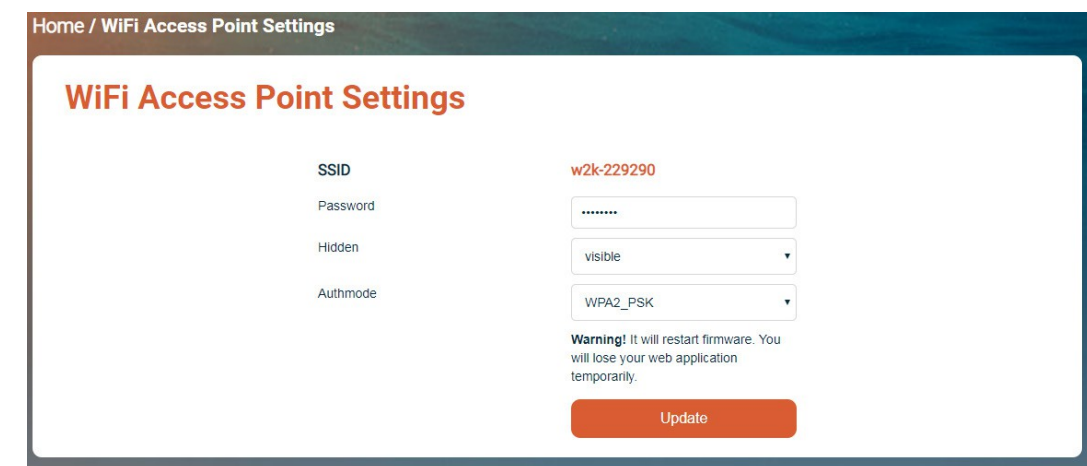 Home / WiFi Access Point Settings
WiFi Access Point Settings
SSID w2k-229290
Password ••••••••
Hidden visible
Authmode WPA2_PSK
Warning! It will restart firmware. You
will lose your web application
temporarily.
Update